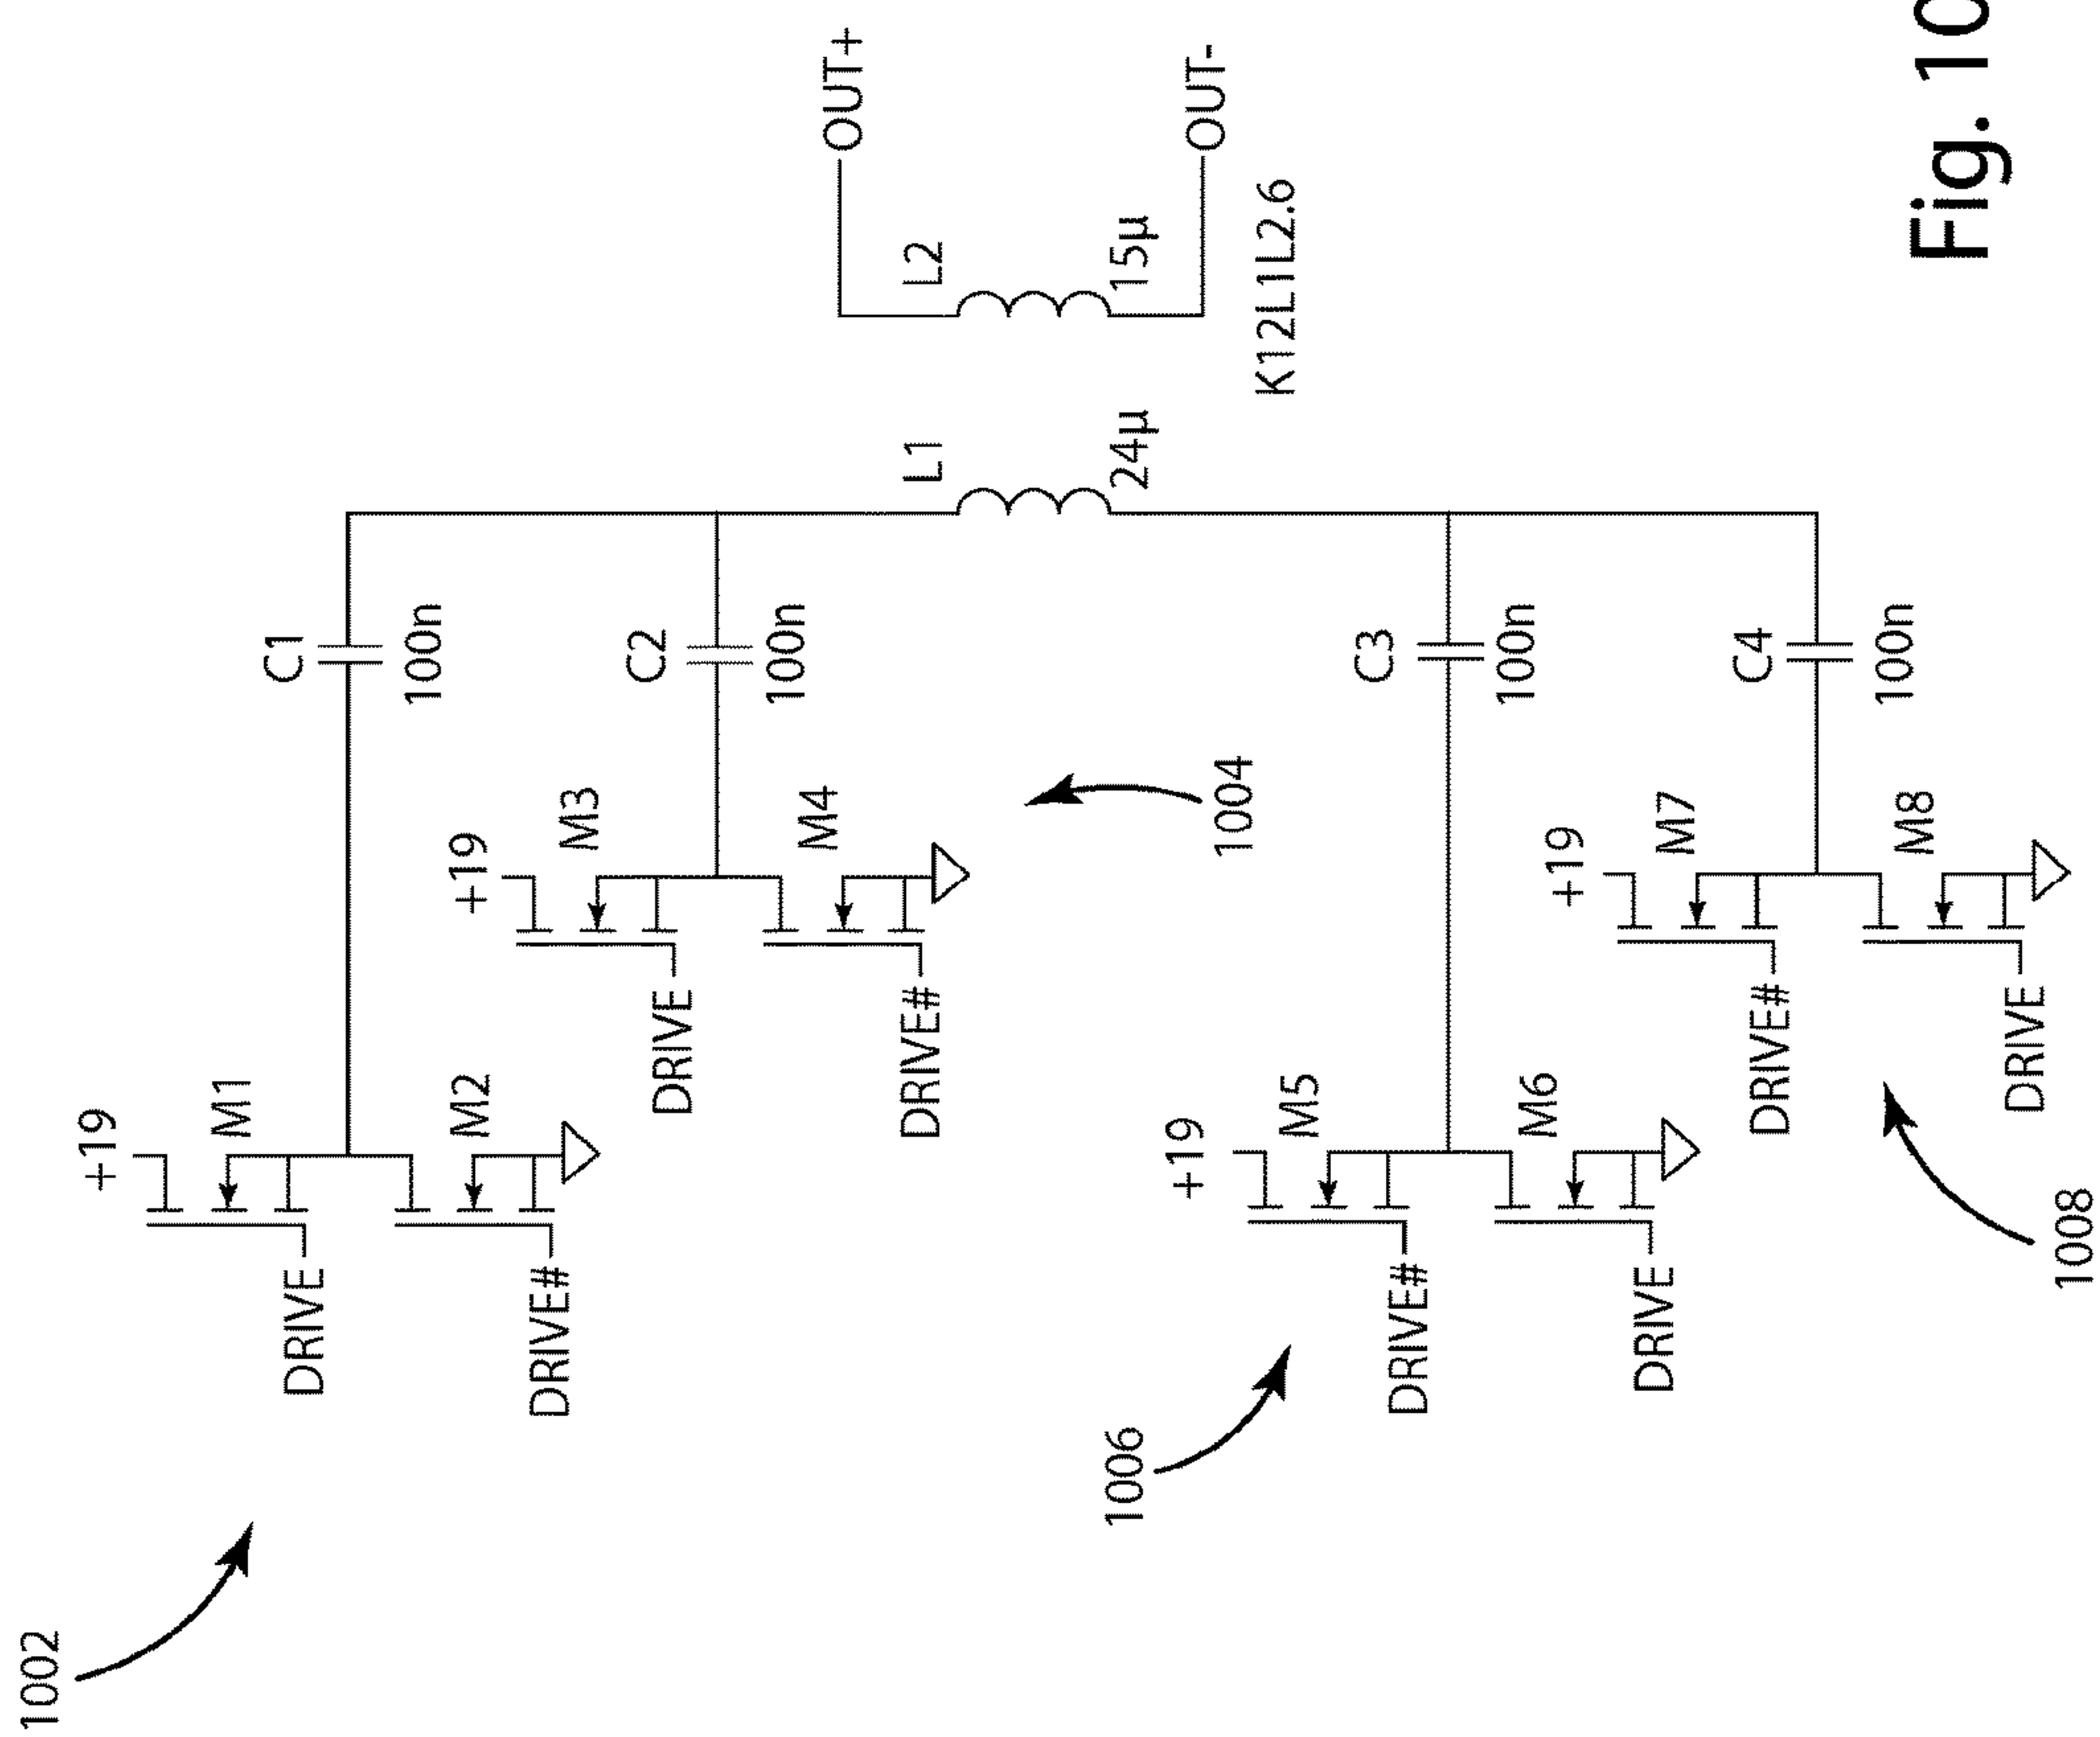 1002
+19
M1
DRIVE
M2
DRIVE#
C1
100n
+19
M3
DRIVE
M4
DRIVE#
C2
100n
1004
L1
24µ
L2
15µ
OUT+
OUT-
K12L1L2.6
1006
+19
M5
DRIVE#
M6
DRIVE
C3
100n
+19
M7
DRIVE#
M8
DRIVE
C4
100n
1008
Fig. 10